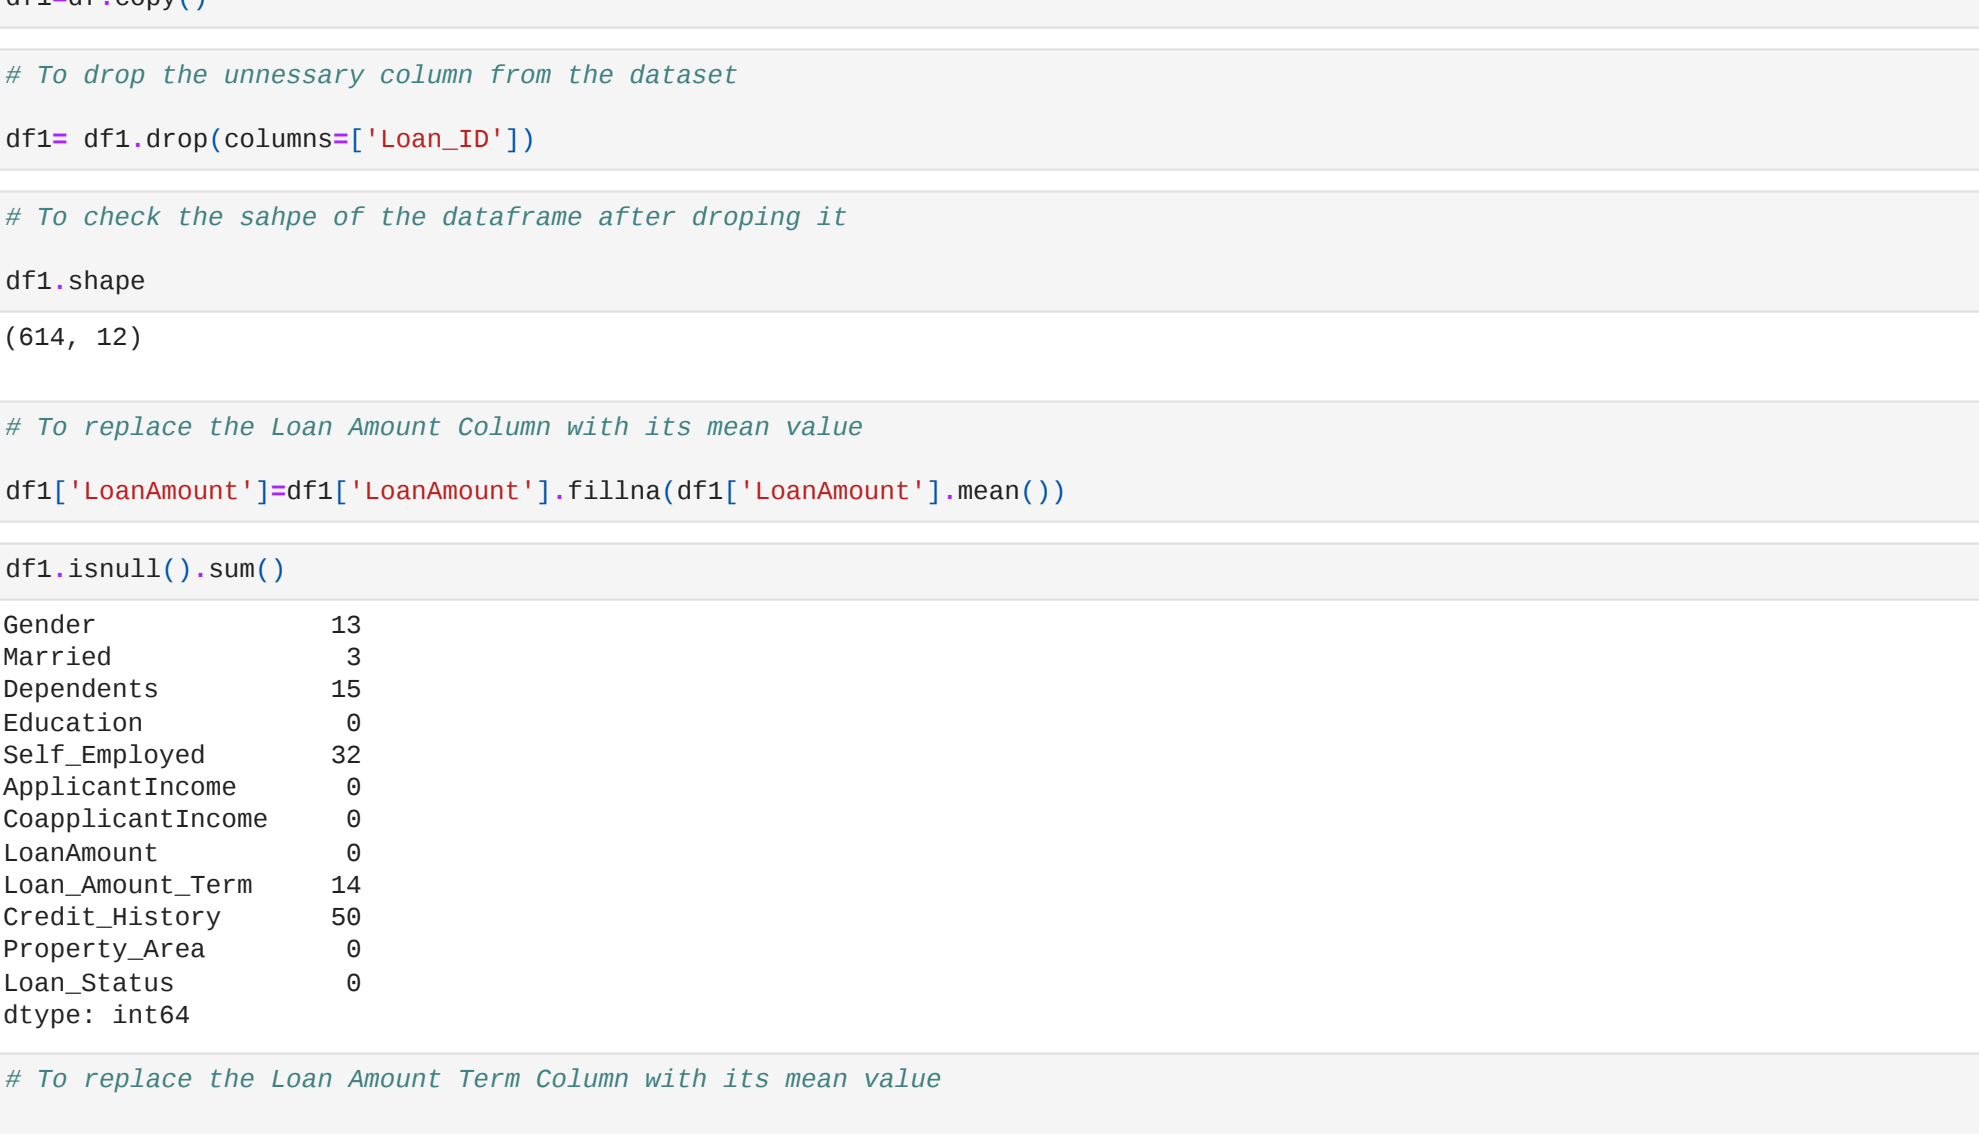 df1=df.copy()
# To drop the unnessary column from the dataset
df1= df1.drop(columns=['Loan_ID'])
# To check the sahpe of the dataframe after droping it
df1.shape
(614, 12)
# To replace the Loan Amount Column with its mean value
df1['LoanAmount']=df1['LoanAmount'].fillna(df1['LoanAmount'].mean())
df1.isnull().sum()
Gender 13
Married 3
Dependents 15
Education 0
Self_Employed 32
ApplicantIncome 0
CoapplicantIncome 0
LoanAmount 0
Loan_Amount_Term 14
Credit_History 50
Property_Area 0
Loan_Status 0
dtype: int64
# To replace the Loan Amount Term Column with its mean value